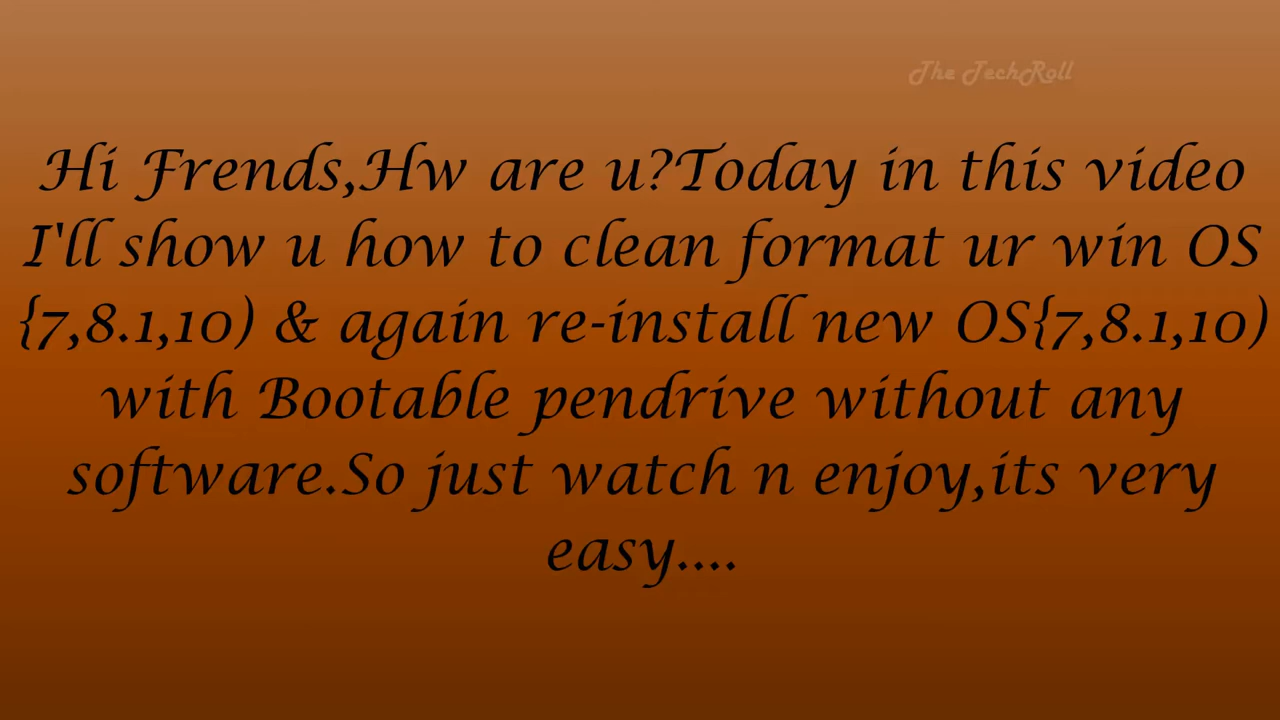 The TechRoll
Hi Frends,Hw are u?Today in this video
I'll show u how to clean format ur win OS
{7,8.1,10) & again re-install new OS{7,8.1,10)
with Bootable pendrive without any
software.So just watch n enjoy,its very
easy....